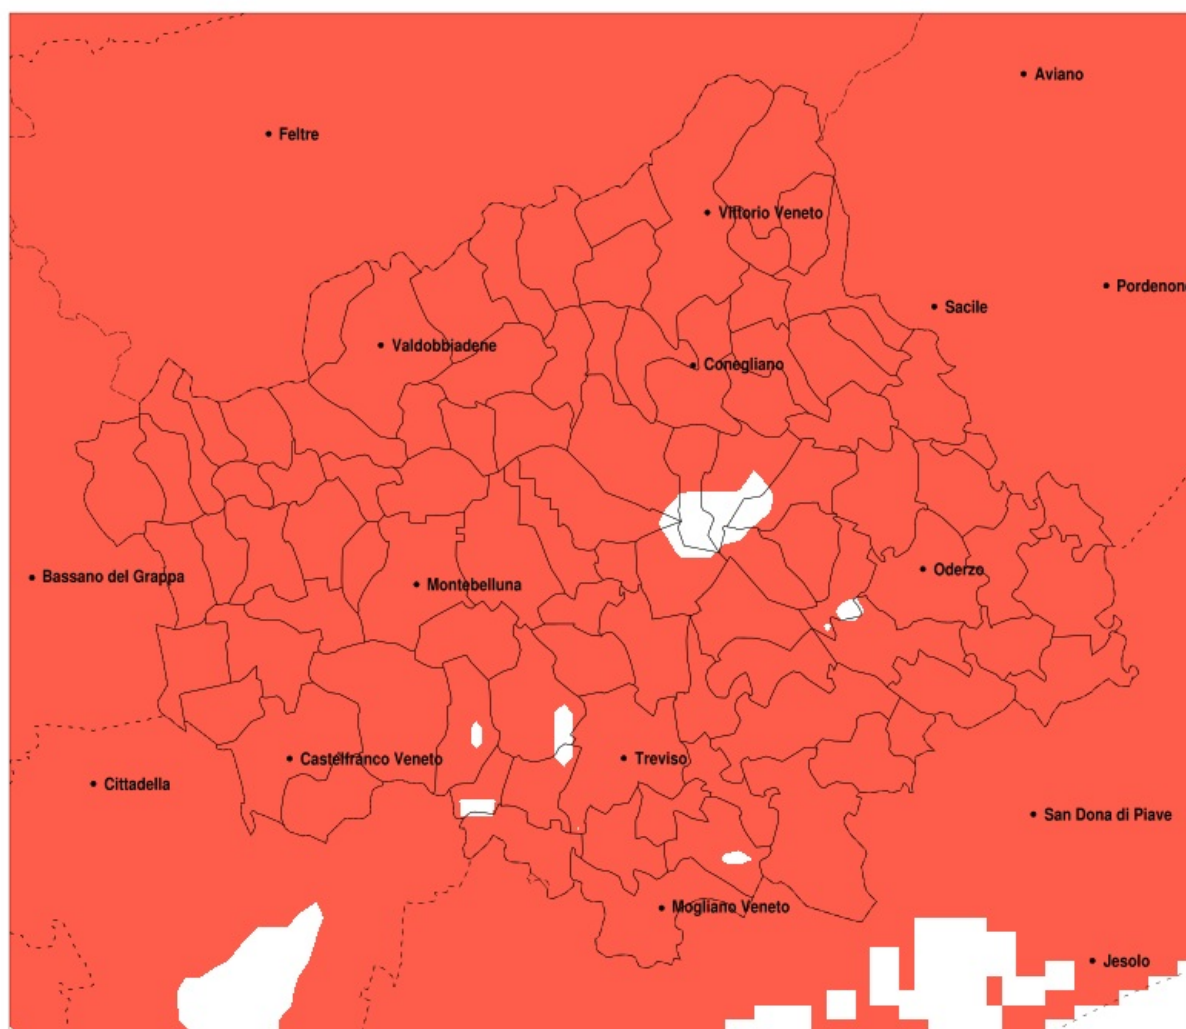 Aviano
Feltre
Vittorio Veneto
Pordenone
Sacile
Valdobbiadene
Conegliano
Bassano del Grappa
Montebelluna
Oderzo
Castelfranco Veneto
Treviso
Cittadella
San Dona di Piave
Mogliano Veneto
Jesolo